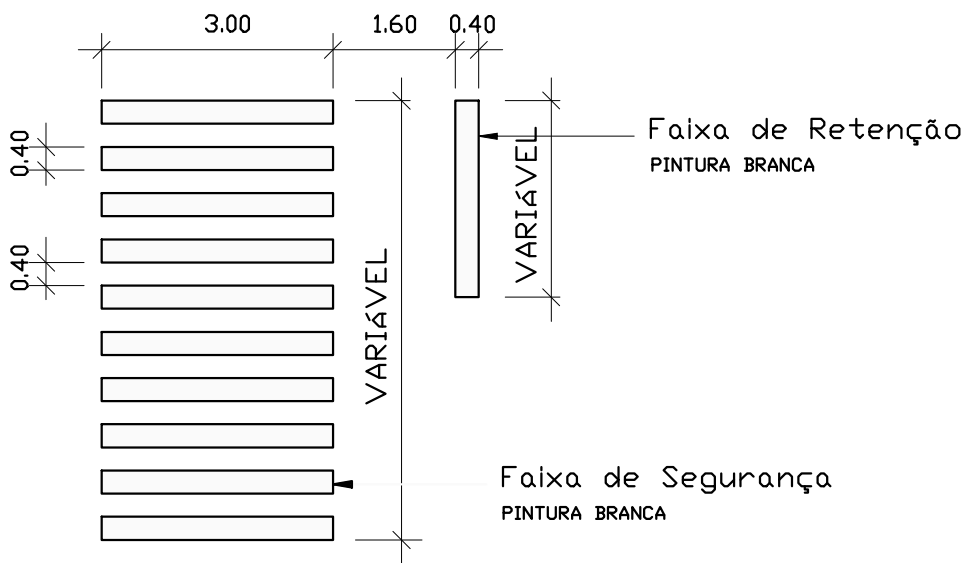 3.00
1.60
0.40
0.40
0.40
VARIÁVEL
VARIÁVEL
Faixa de Retenção
PINTURA BRANCA
Faixa de Segurança
PINTURA BRANCA